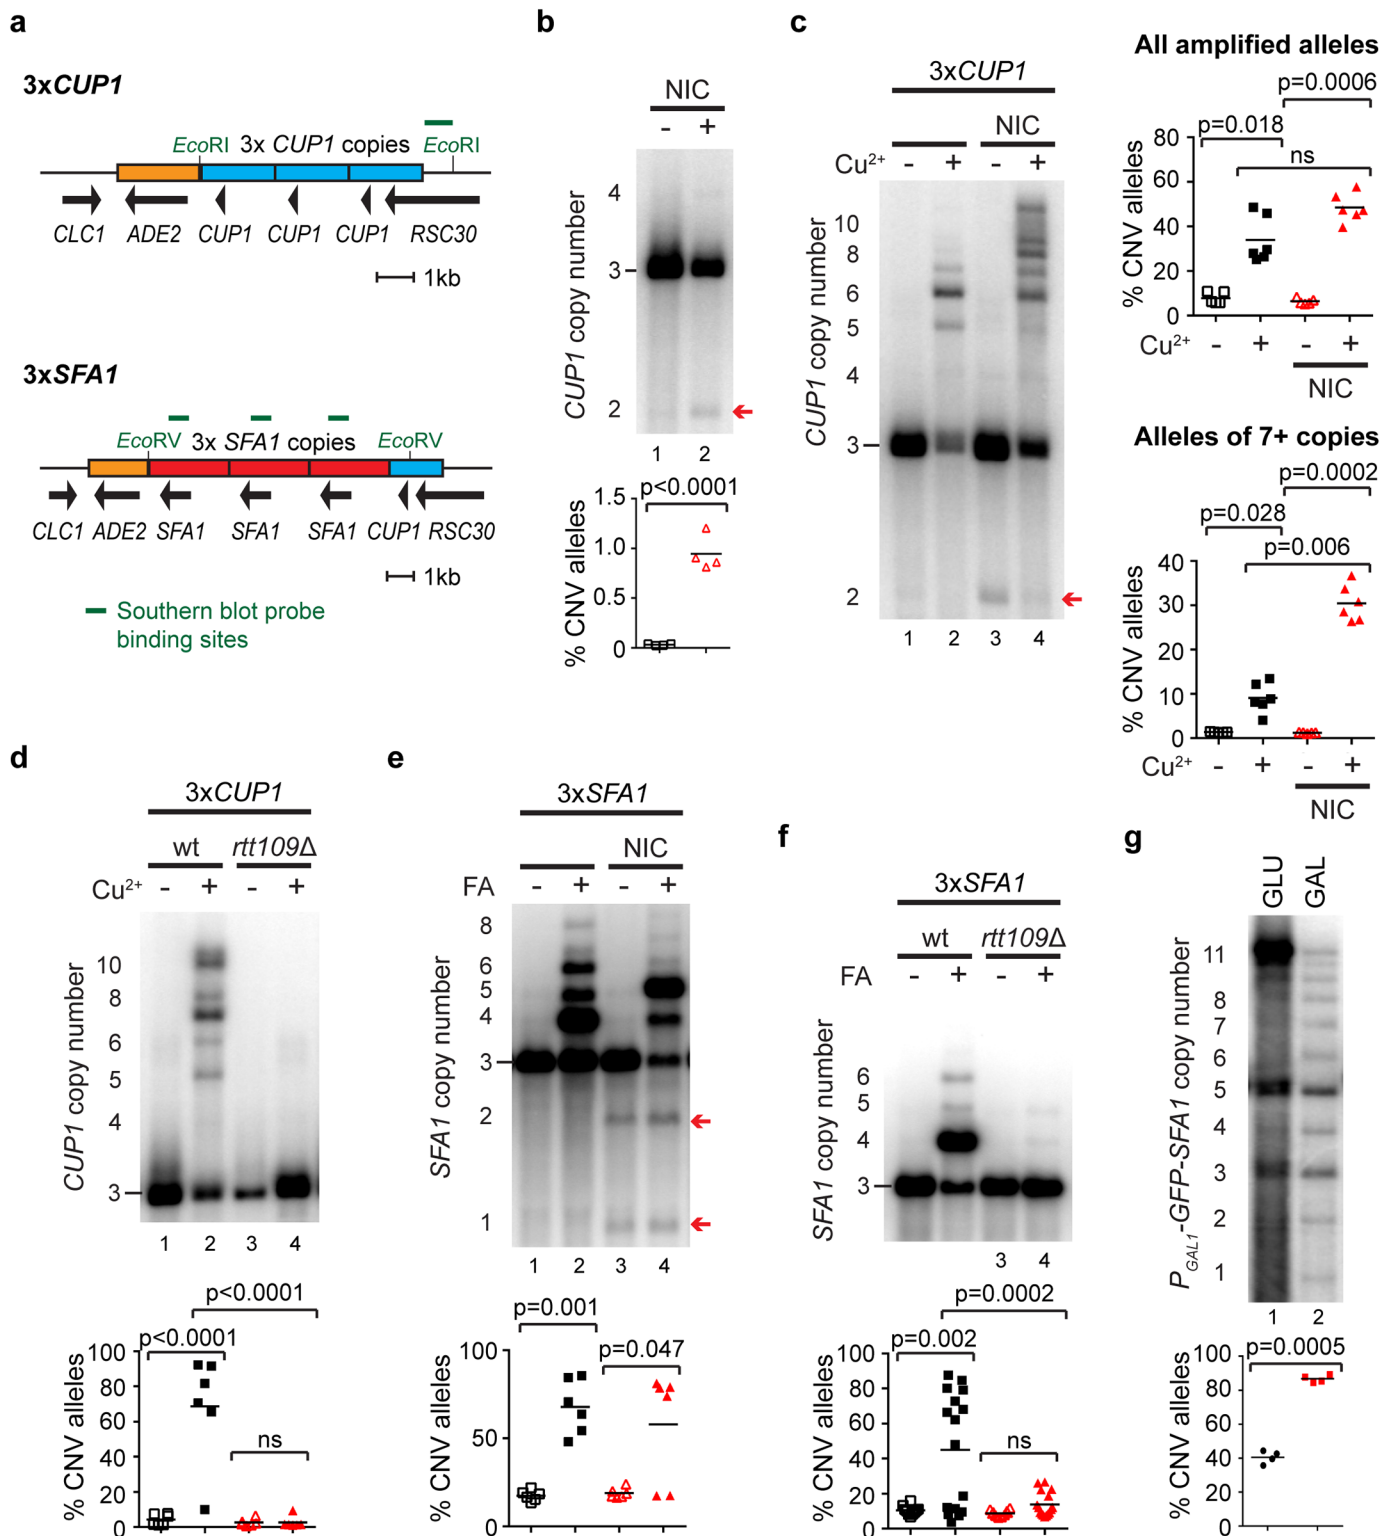 a
3xCUP1
EcoRI 3x CUP1 copies EcoRI
CLC1 ADE2 CUP1 CUP1 CUP1 RSC30
1kb
3xSFA1
EcoRV 3x SFA1 copies EcoRV
CLC1 ADE2 SFA1 SFA1 SFA1 CUP1 RSC30
1kb
Southern blot probe
binding sites
b
NIC
- +
CUP1 copy number
4
3
2
1 2
% CNV alleles
p<0.0001
1.5
1.0
0.5
0
c
3xCUP1
NIC
Cu2+ - + - +
CUP1 copy number
10
8
6
5
4
3
2
1 2 3 4
All amplified alleles
p=0.0006
p=0.018
ns
% CNV alleles
80
60
40
20
0
Cu2+ - + - +
NIC
Alleles of 7+ copies
p=0.0002
p=0.028
p=0.006
% CNV alleles
40
30
20
10
0
Cu2+ - + - +
NIC
d
3xCUP1
wt rtt109Δ
Cu2+ - + - +
CUP1 copy number
10
8
6
5
4
3
1 2 3 4
p<0.0001
p<0.0001
ns
% CNV alleles
100
80
60
40
20
0
e
3xSFA1
NIC
FA - + - +
SFA1 copy number
8
6
5
4
3
2
1
1 2 3 4
p=0.001
p=0.047
% CNV alleles
100
50
0
f
3xSFA1
wt rtt109Δ
FA - + - +
SFA1 copy number
6
5
4
3
3 4
p=0.0002
p=0.002
ns
% CNV alleles
100
80
60
40
20
0
g
GLU GAL
PGAL1-GFP-SFA1 copy number
11
8
7
6
5
4
3
2
1
1 2
p=0.0005
% CNV alleles
100
80
60
40
20
0